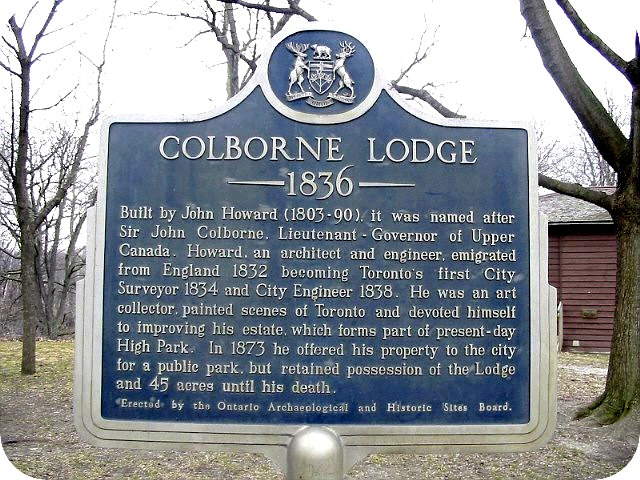 COLBORNE LODGE
1836
Built by John Howard (1803-90), it was named after
Sir John Colborne, Lieutenant-Governor of Upper
Canada. Howard, an architect and engineer, emigrated
from England 1832 becoming Toronto's first City
Surveyor 1834 and City Engineer 1838. He was an art
collector, painted scenes of Toronto and devoted himself
to improving his estate, which forms part of present-day
High Park. In 1873 he offered his property to the city
for a public park, but retained possession of the Lodge
and 45 acres until his death.
Erected by the Ontario Archaeological and Historic Sites Board.